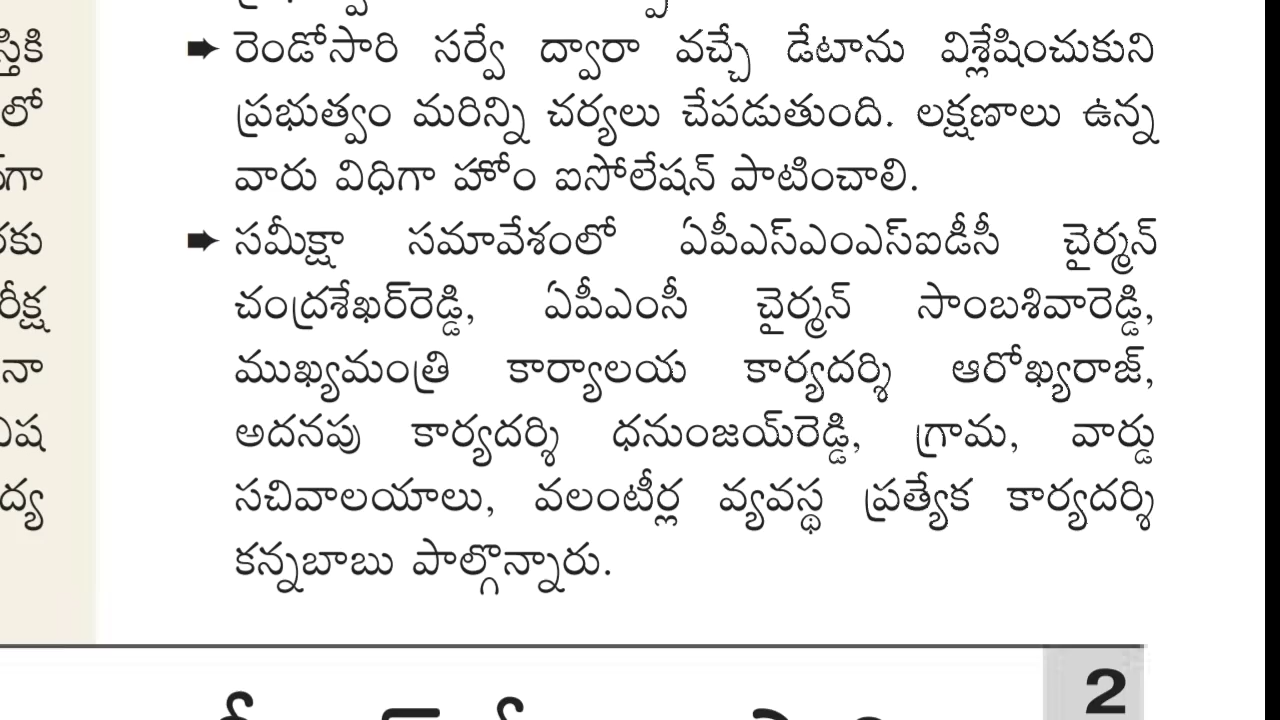 స్తికి
లో
గా
రకు
రీక్ష
నా
విష
ద్య
➡ రెండోసారి సర్వే ద్వారా వచ్చే డేటాను విశ్లేషించుకుని
ప్రభుత్వం మరిన్ని చర్యలు చేపడుతుంది. లక్షణాలు ఉన్న
వారు విధిగా హోం ఐసోలేషన్ పాటించాలి.
➡ సమీక్షా సమావేశంలో ఏపీఎస్ఎంఎస్ఐడీసీ చైర్మన్
చంద్రశేఖర్‌రెడ్డి, ఏపీఎంసీ చైర్మన్ సాంబశివారెడ్డి,
ముఖ్యమంత్రి కార్యాలయ కార్యదర్శి ఆరోఖ్యరాజ్,
అదనపు కార్యదర్శి ధనుంజయ్‌రెడ్డి, గ్రామ, వార్డు
సచివాలయాలు, వలంటీర్ల వ్యవస్థ ప్రత్యేక కార్యదర్శి
కన్నబాబు పాల్గొన్నారు.
2